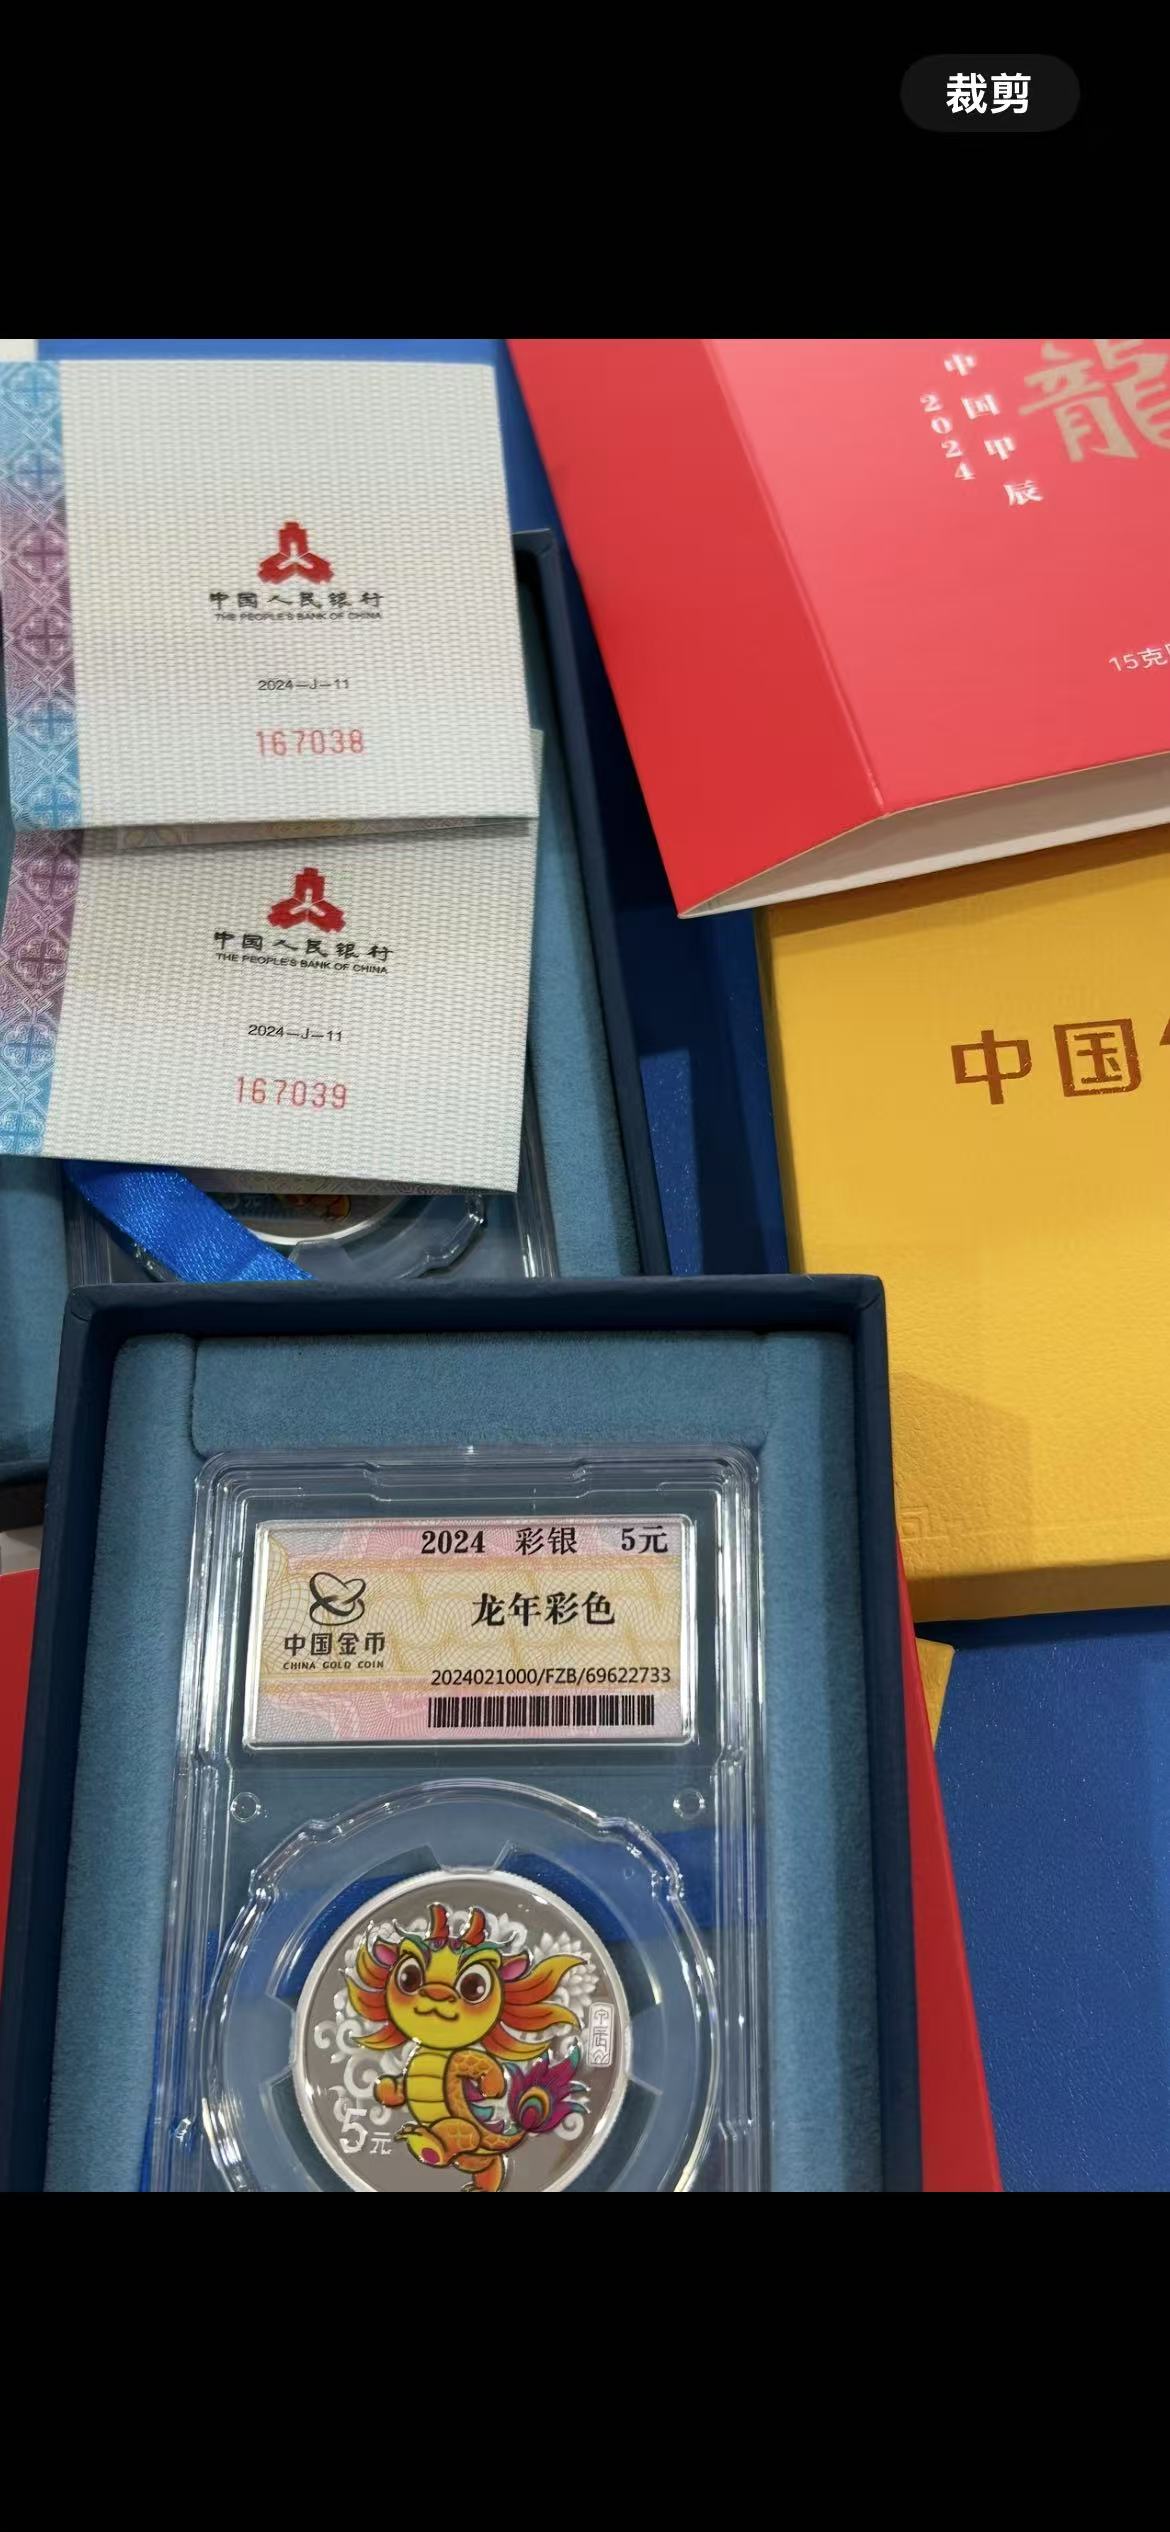 裁剪
中国人民银行
THE PEOPLE'S BANK OF CHINA
2024-J-11
167038
中国人民银行
THE PEOPLE'S BANK OF CHINA
2024-J-11
167039
龍
中国甲辰
2024
15克
中国
2024 彩银 5元
龙年彩色
中国金币
CHINA GOLD COIN
2024021000/FZB/69622733
5元